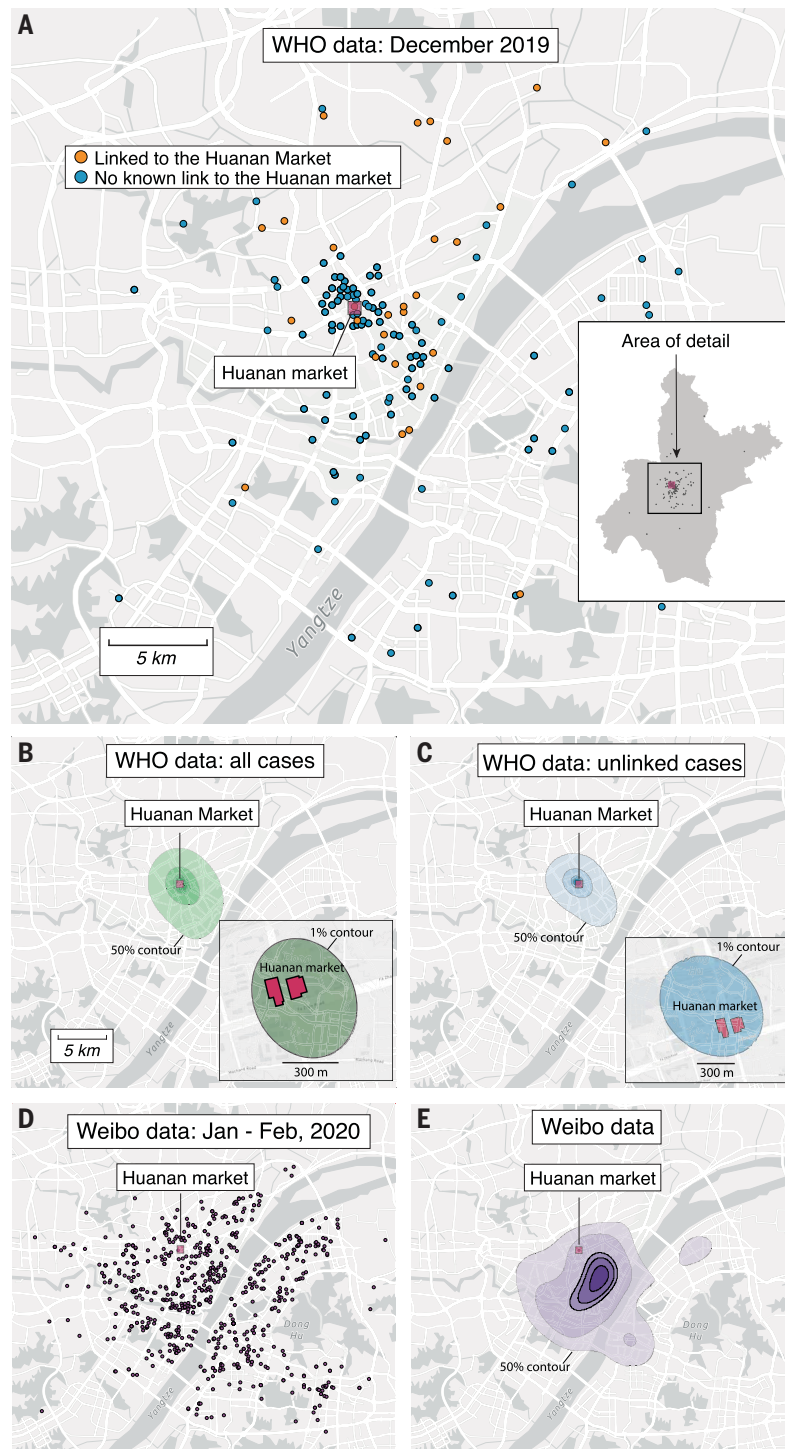 A
WHO data: December 2019
Linked to the Huanan Market
No known link to the Huanan market
Huanan market
Area of detail
Yangtze
5 km
B
WHO data: all cases
Huanan Market
50% contour
1% contour
Huanan market
5 km
Yangtze
300 m
C
WHO data: unlinked cases
Huanan Market
50% contour
1% contour
Huanan market
Yangtze
300 m
D
Weibo data: Jan - Feb, 2020
Huanan market
Dong
Hu
Yangtze
E
Weibo data
Huanan market
Dong
Hu
50% contour
Yangtze